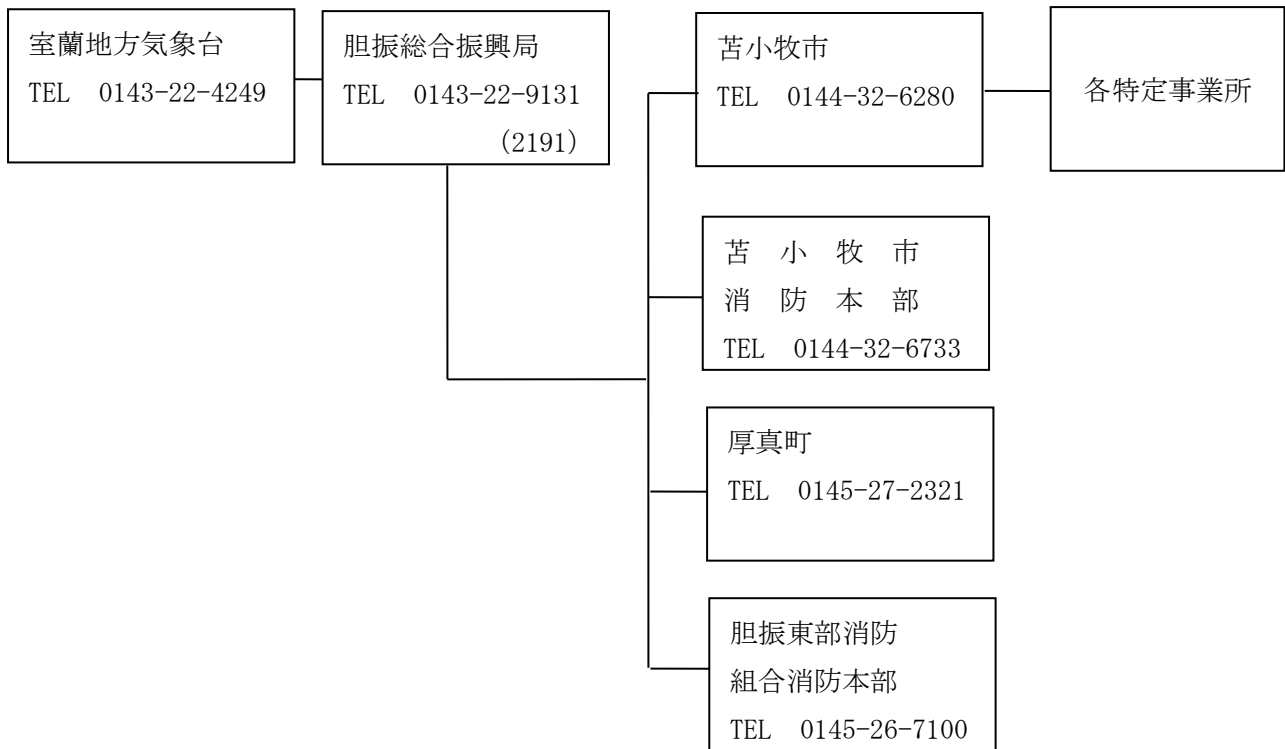 室蘭地方気象台
TEL　0143-22-4249
胆振総合振興局
TEL　0143-22-9131
(2191)
苫小牧市
TEL　0144-32-6280
各特定事業所
苫　小　牧　市
消　防　本　部
TEL　0144-32-6733
厚真町
TEL　0145-27-2321
胆振東部消防
組合消防本部
TEL　0145-26-7100